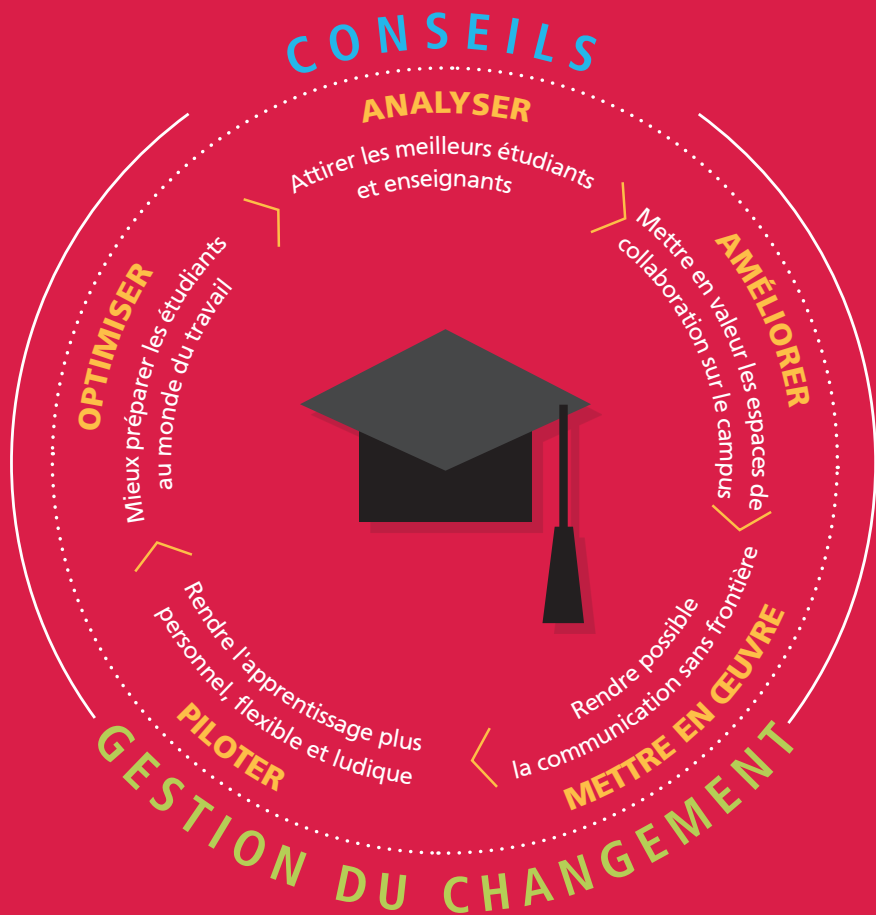 CONSEILS
ANALYSER
Attirer les meilleurs étudiants
et enseignants
AMÉLIORER
Mettre en valeur les espaces de
collaboration sur le campus
METTRE EN ŒUVRE
Rendre possible
la communication sans frontière
PILOTER
Rendre l'apprentissage plus
personnel, flexible et ludique
OPTIMISER
Mieux préparer les étudiants
au monde du travail
GESTION DU CHANGEMENT